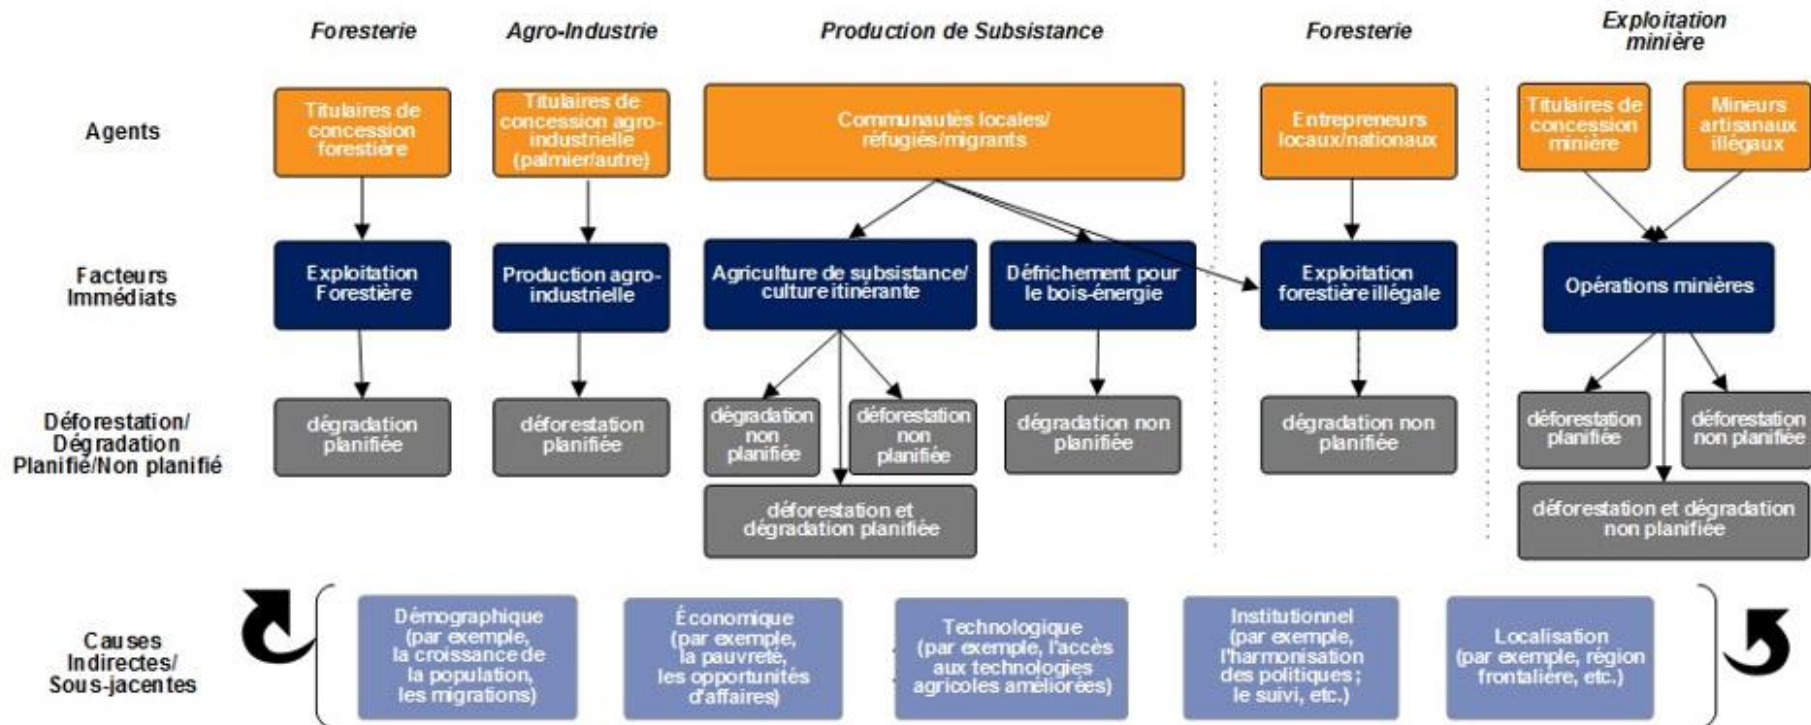 Foresterie
Agro-Industrie
Production de Subsistance
Foresterie
Exploitation
minière
Agents
Titulaires de
concession
forestière
Titulaires de
concession agro-
industrielle
(palmier/autre)
Communautés locales/
réfugiés/migrants
Entrepreneurs
locaux/nationaux
Titulaires de
concession
minière
Mineurs
artisanaux
illégaux
Facteurs
Immédiats
Exploitation
Forestière
Production agro-
industrielle
Agriculture de subsistance/
culture itinérante
Défrichement pour
le bois-énergie
Exploitation
forestière illégale
Opérations minières
Déforestation/
Dégradation
Planifié/Non planifié
dégradation
planifiée
déforestation
planifiée
dégradation
non
planifiée
déforestation
non
planifiée
dégradation non
planifiée
dégradation non
planifiée
déforestation
planifiée
déforestation
non planifiée
déforestation et
dégradation planifiée
déforestation et dégradation
non planifiée
Causes
Indirectes/
Sous-jacentes
Démographique
(par exemple,
la croissance de
la population,
les migrations)
Économique
(par exemple,
la pauvreté,
les opportunités
d'affaires)
Technologique
(par exemple, l'accès
aux technologies
agricoles améliorées)
Institutionnel
(par exemple,
l'harmonisation
des politiques ;
le suivi, etc.)
Localisation
(par exemple, région
frontalière, etc.)